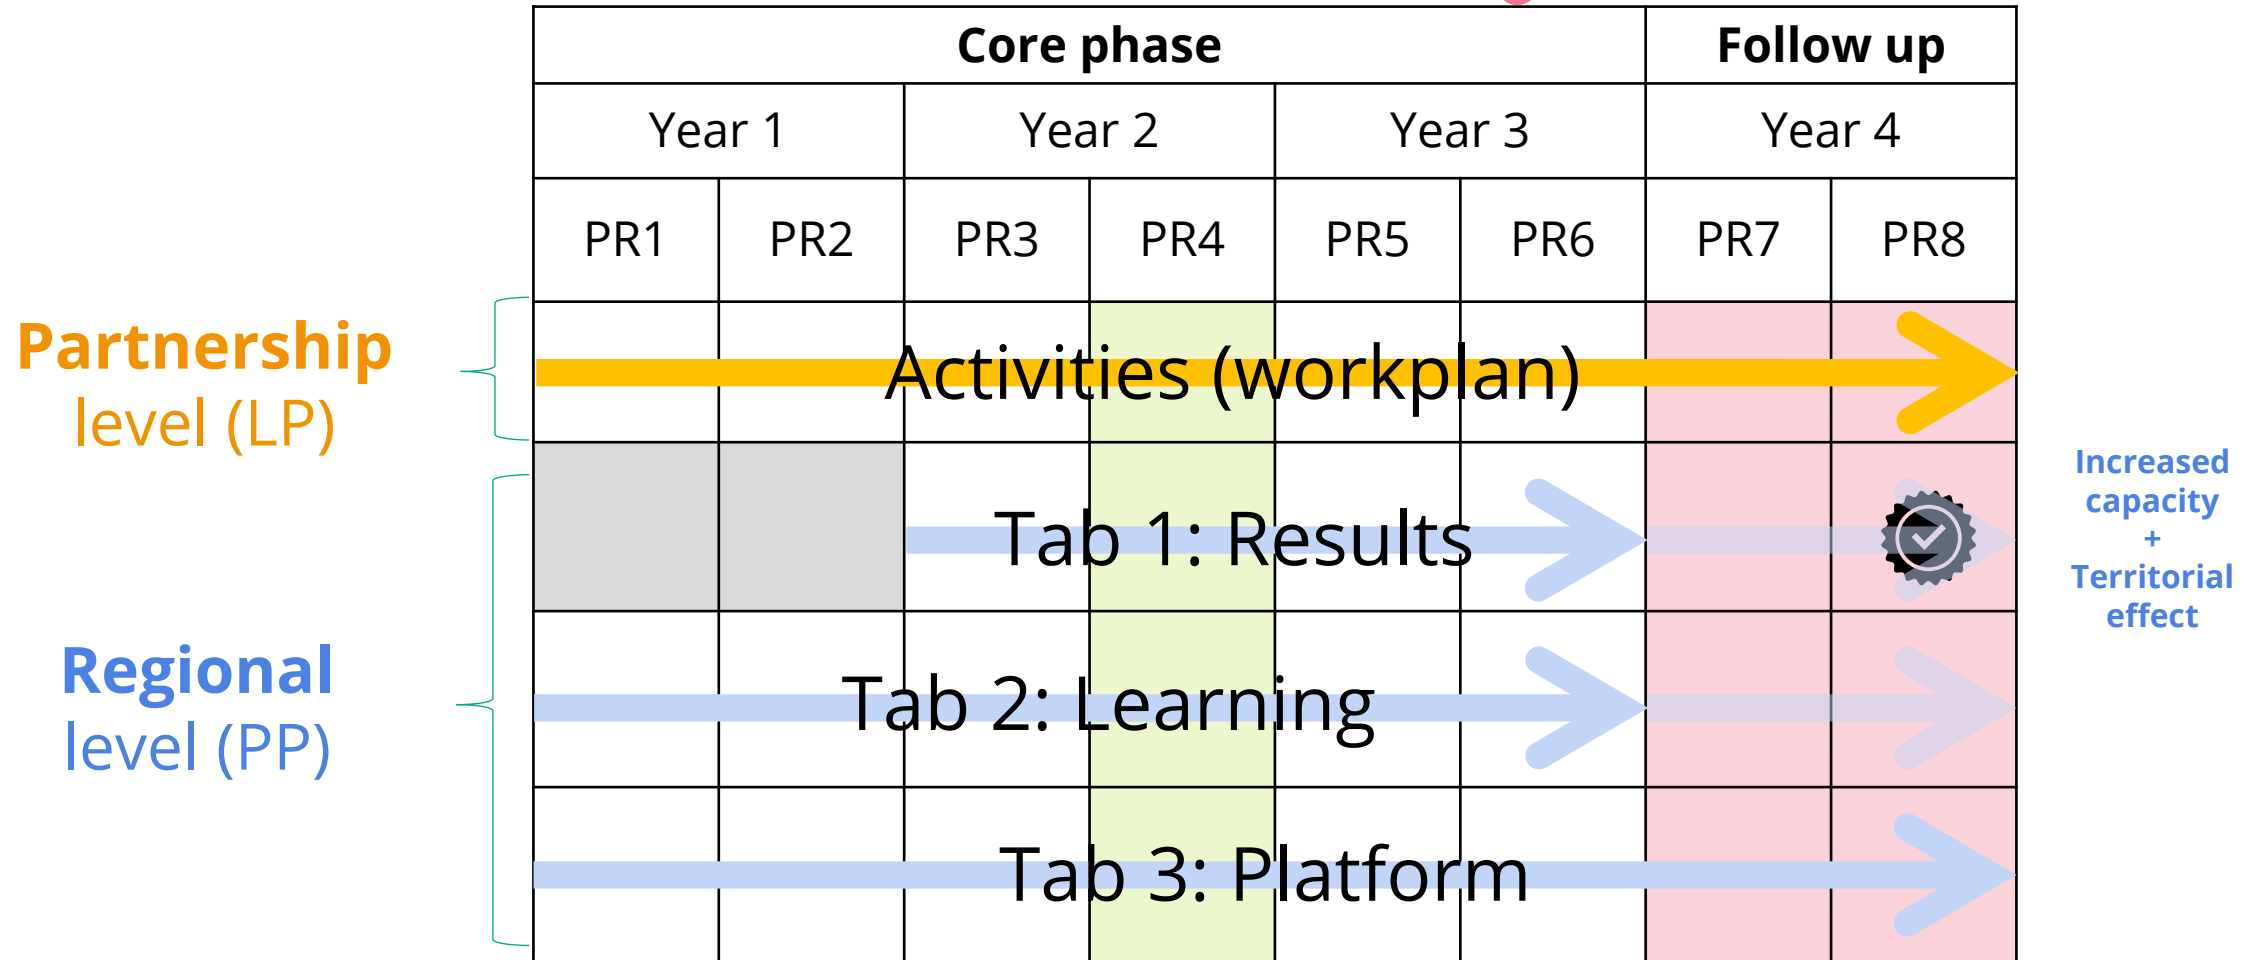 Core phase
Follow up
Year 1
Year 2
Year 3
Year 4
PR1
PR2
PR3
PR4
PR5
PR6
PR7
PR8
Partnership
level (LP)
Activities (workplan)
Regional
level (PP)
Tab 1: Results
Tab 2: Learning
Tab 3: Platform
Increased
capacity
+
Territorial
effect